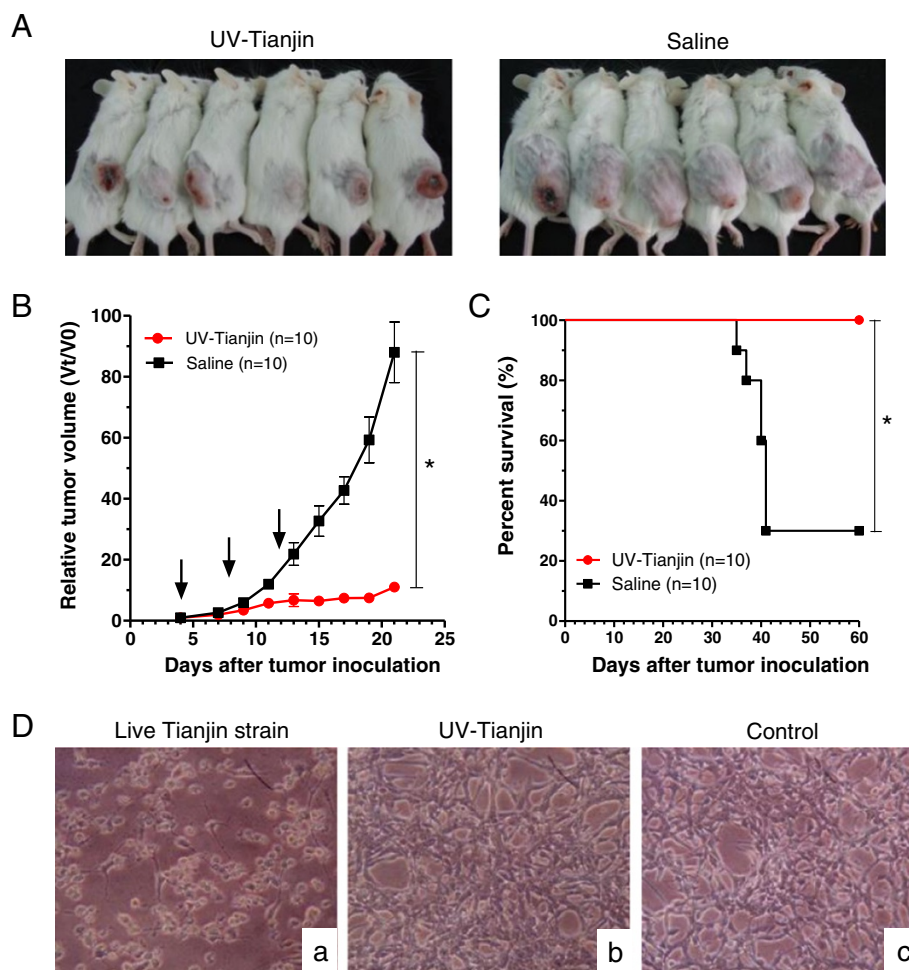 A
UV-Tianjin
Saline
B
Relative tumor volume (Vt/V0)
100
80
60
40
20
0
UV-Tianjin (n=10)
Saline (n=10)
*
0 5 10 15 20 25
Days after tumor inoculation
C
Percent survival (%)
100
80
60
40
20
UV-Tianjin (n=10)
Saline (n=10)
*
0 10 20 30 40 50 60
Days after tumor inoculation
D
Live Tianjin strain
UV-Tianjin
Control
a
b
c